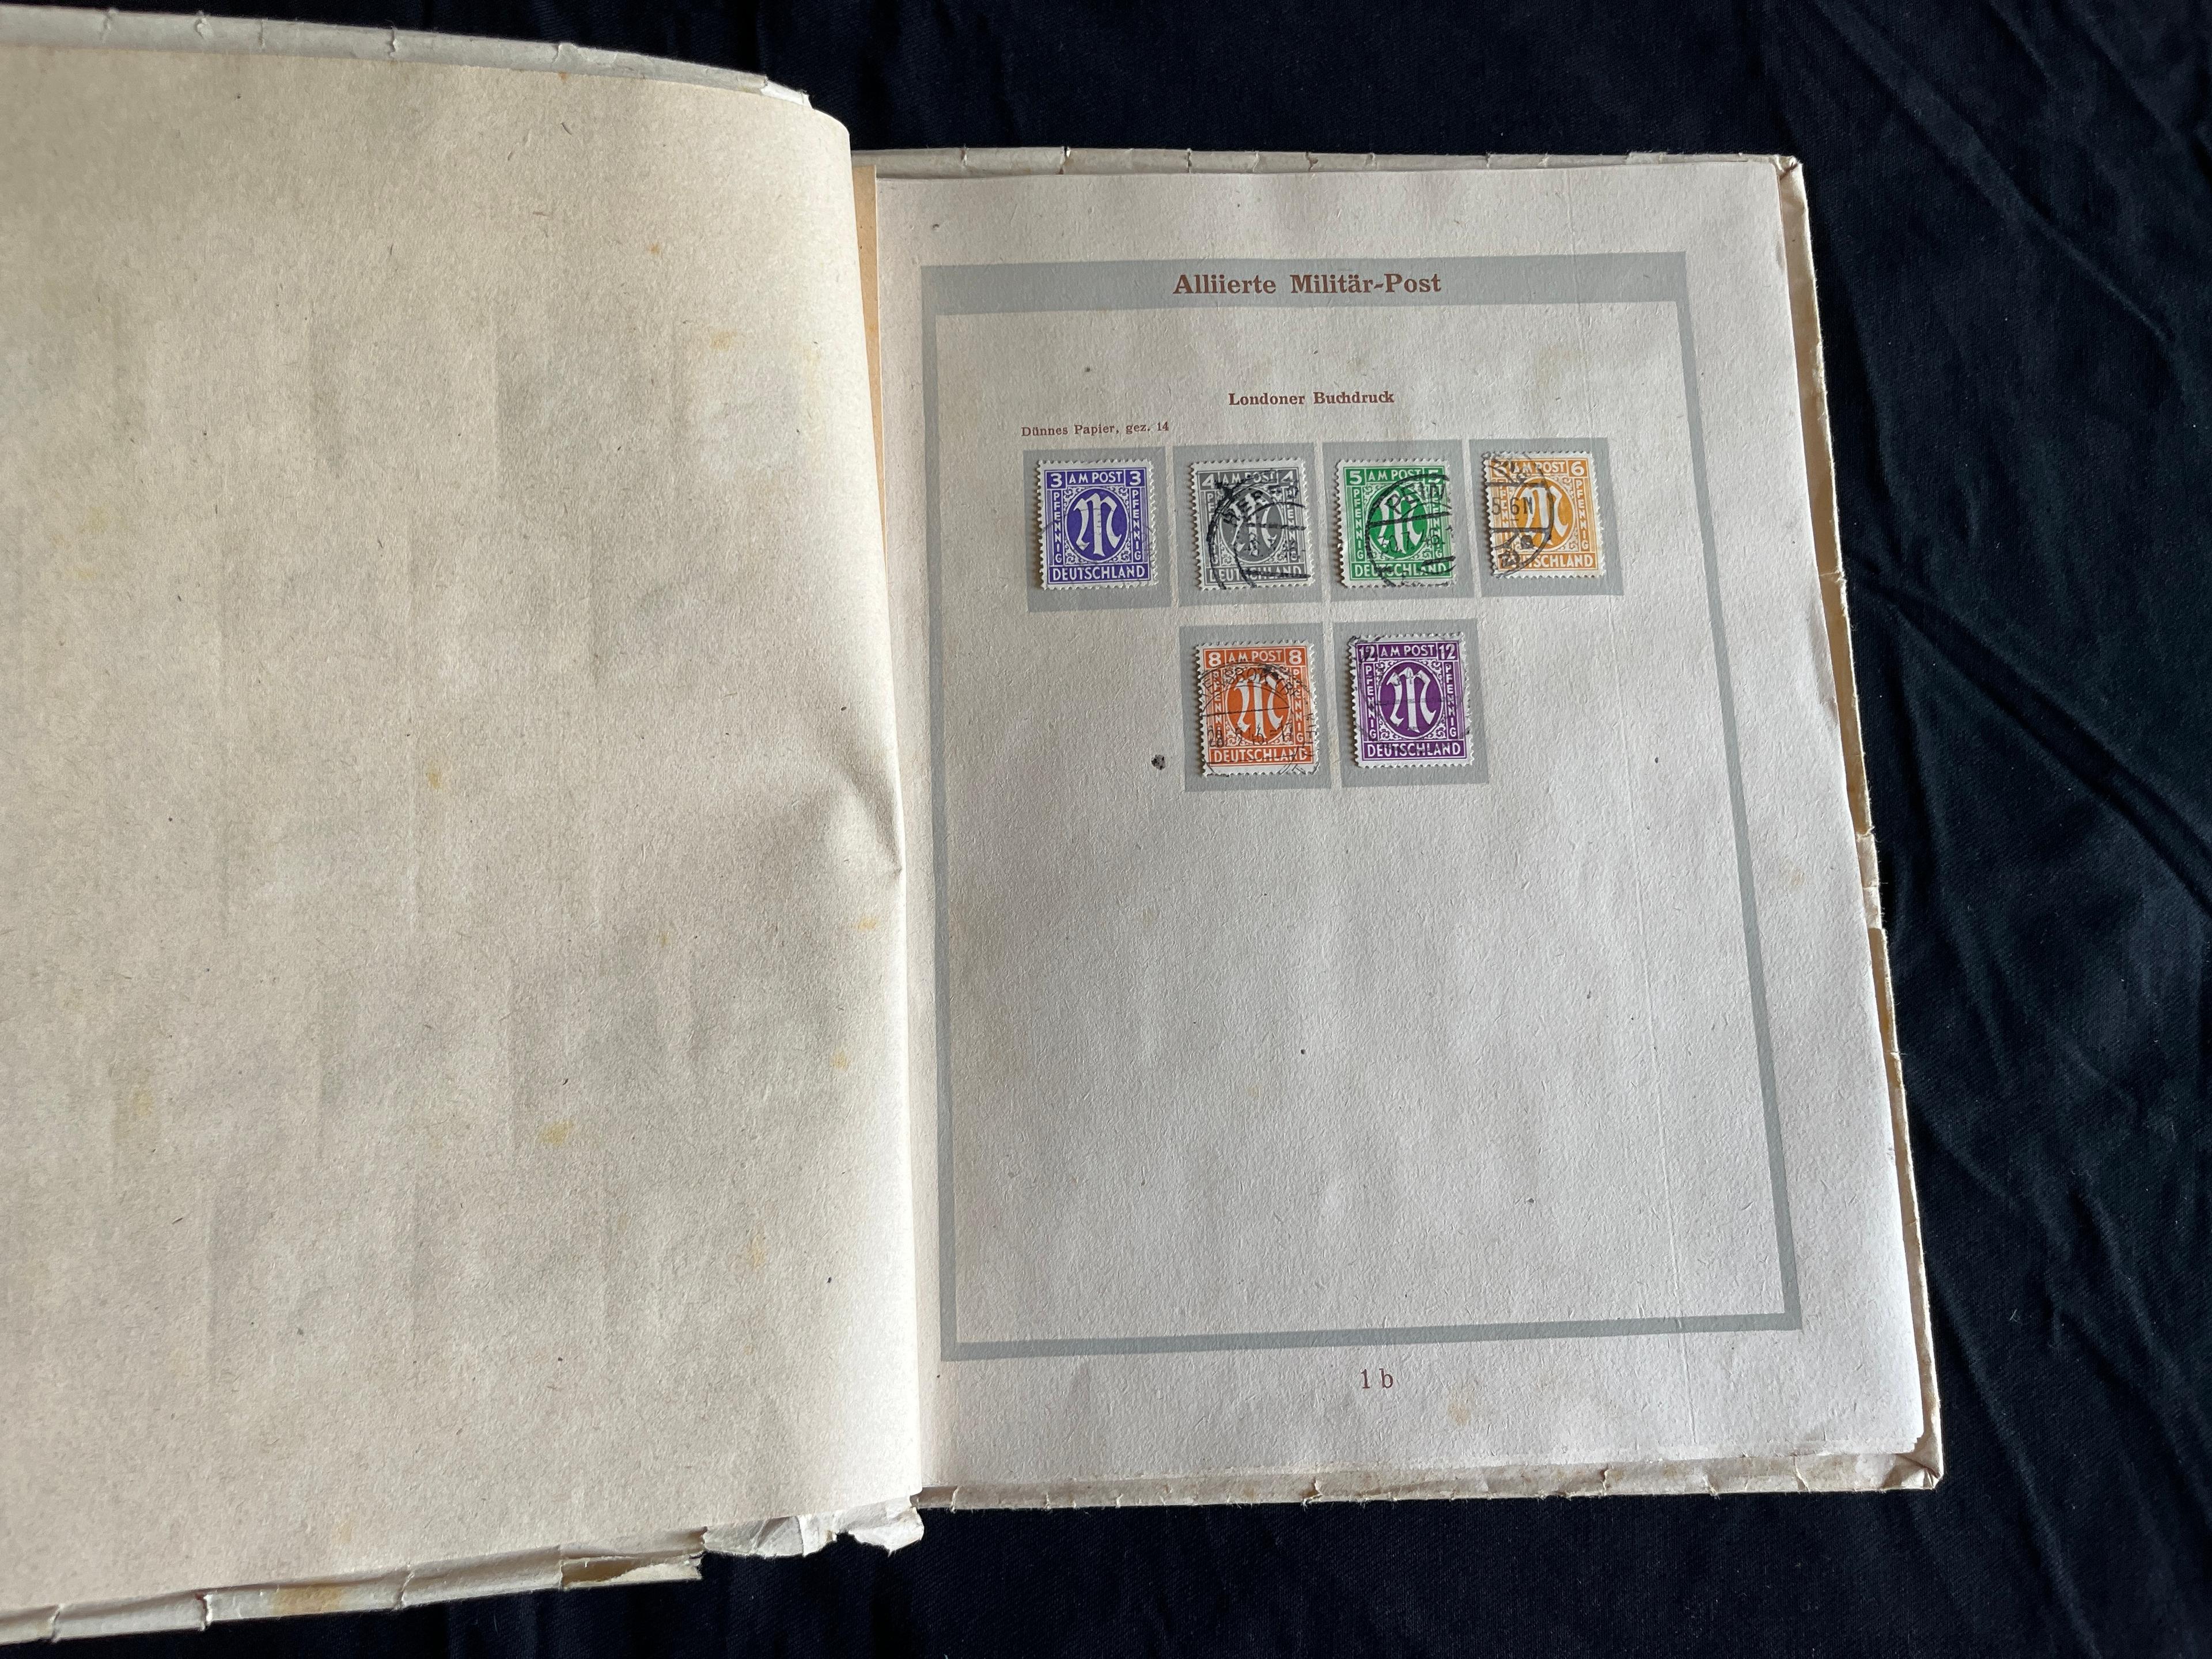 Alliierte Militär-Post
Londoner Buchdruck
Dünnes Papier, gez. 14
3 AM POST 3
PFENNIG PFENNIG
M
DEUTSCHLAND
4 AM POST 4
M
DEUTSCHLAND
5 AM POST 5
PFENNIG PFENNIG
M
DEUTSCHLAND
AM POST 6
PFENNIG PFENNIG
M
DEUTSCHLAND
8 AM POST 8
PFENNIG PFENNIG
M
DEUTSCHLAND
12 AM POST 12
PFENNIG PFENNIG
M
DEUTSCHLAND
1 b